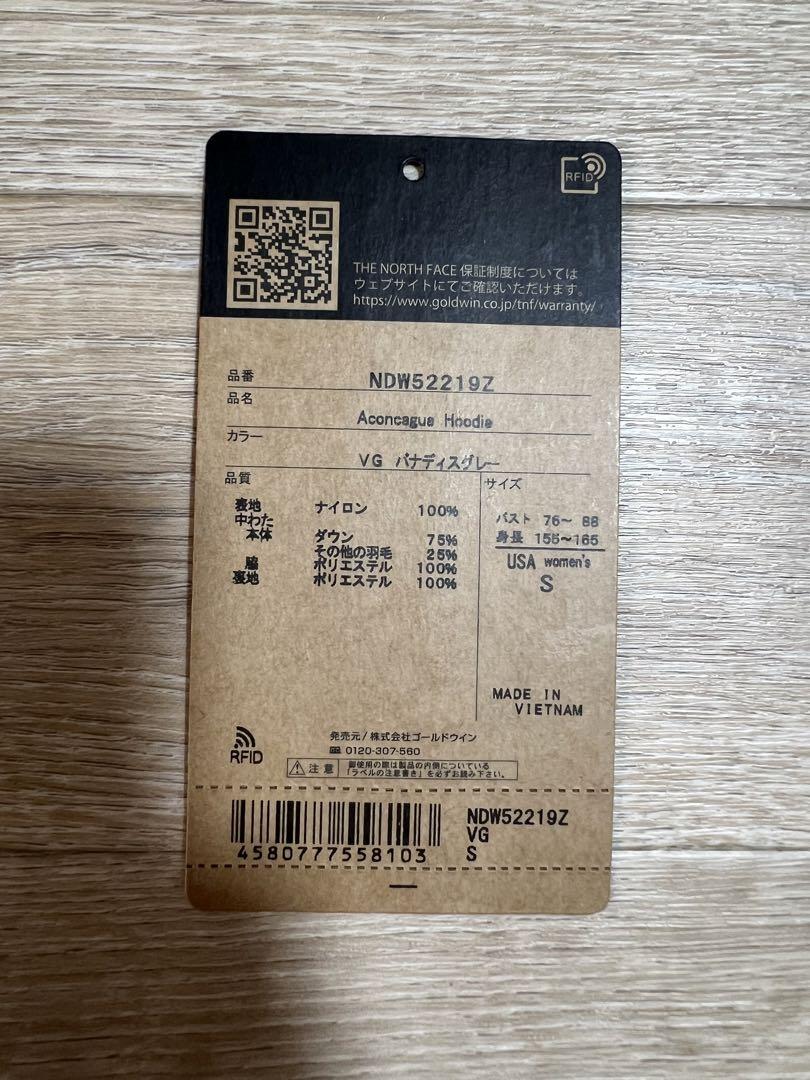 RFID
THE NORTH FACE 保証制度については
ウェブサイトにてご確認いただけます。
https://www.goldwin.co.jp/tnf/warranty/
品番 NDW52219Z
品名 Aconcagua Hoodie
カラー VG バナディスグレー
品質
表地 ナイロン 100%
中わた
本体 ダウン 75%
その他の羽毛 25%
脇 ポリエステル 100%
裏地 ポリエステル 100%
サイズ
バスト 76～ 88
身長 155～165
USA women's
S
MADE IN
VIETNAM
RFID
発売元/株式会社ゴールドウイン
0120-307-560
注意
御使用の際は製品の内側についている
「ラベルの注意書き」を必ずお読み下さい。
4580777558103
NDW52219Z
VG
S